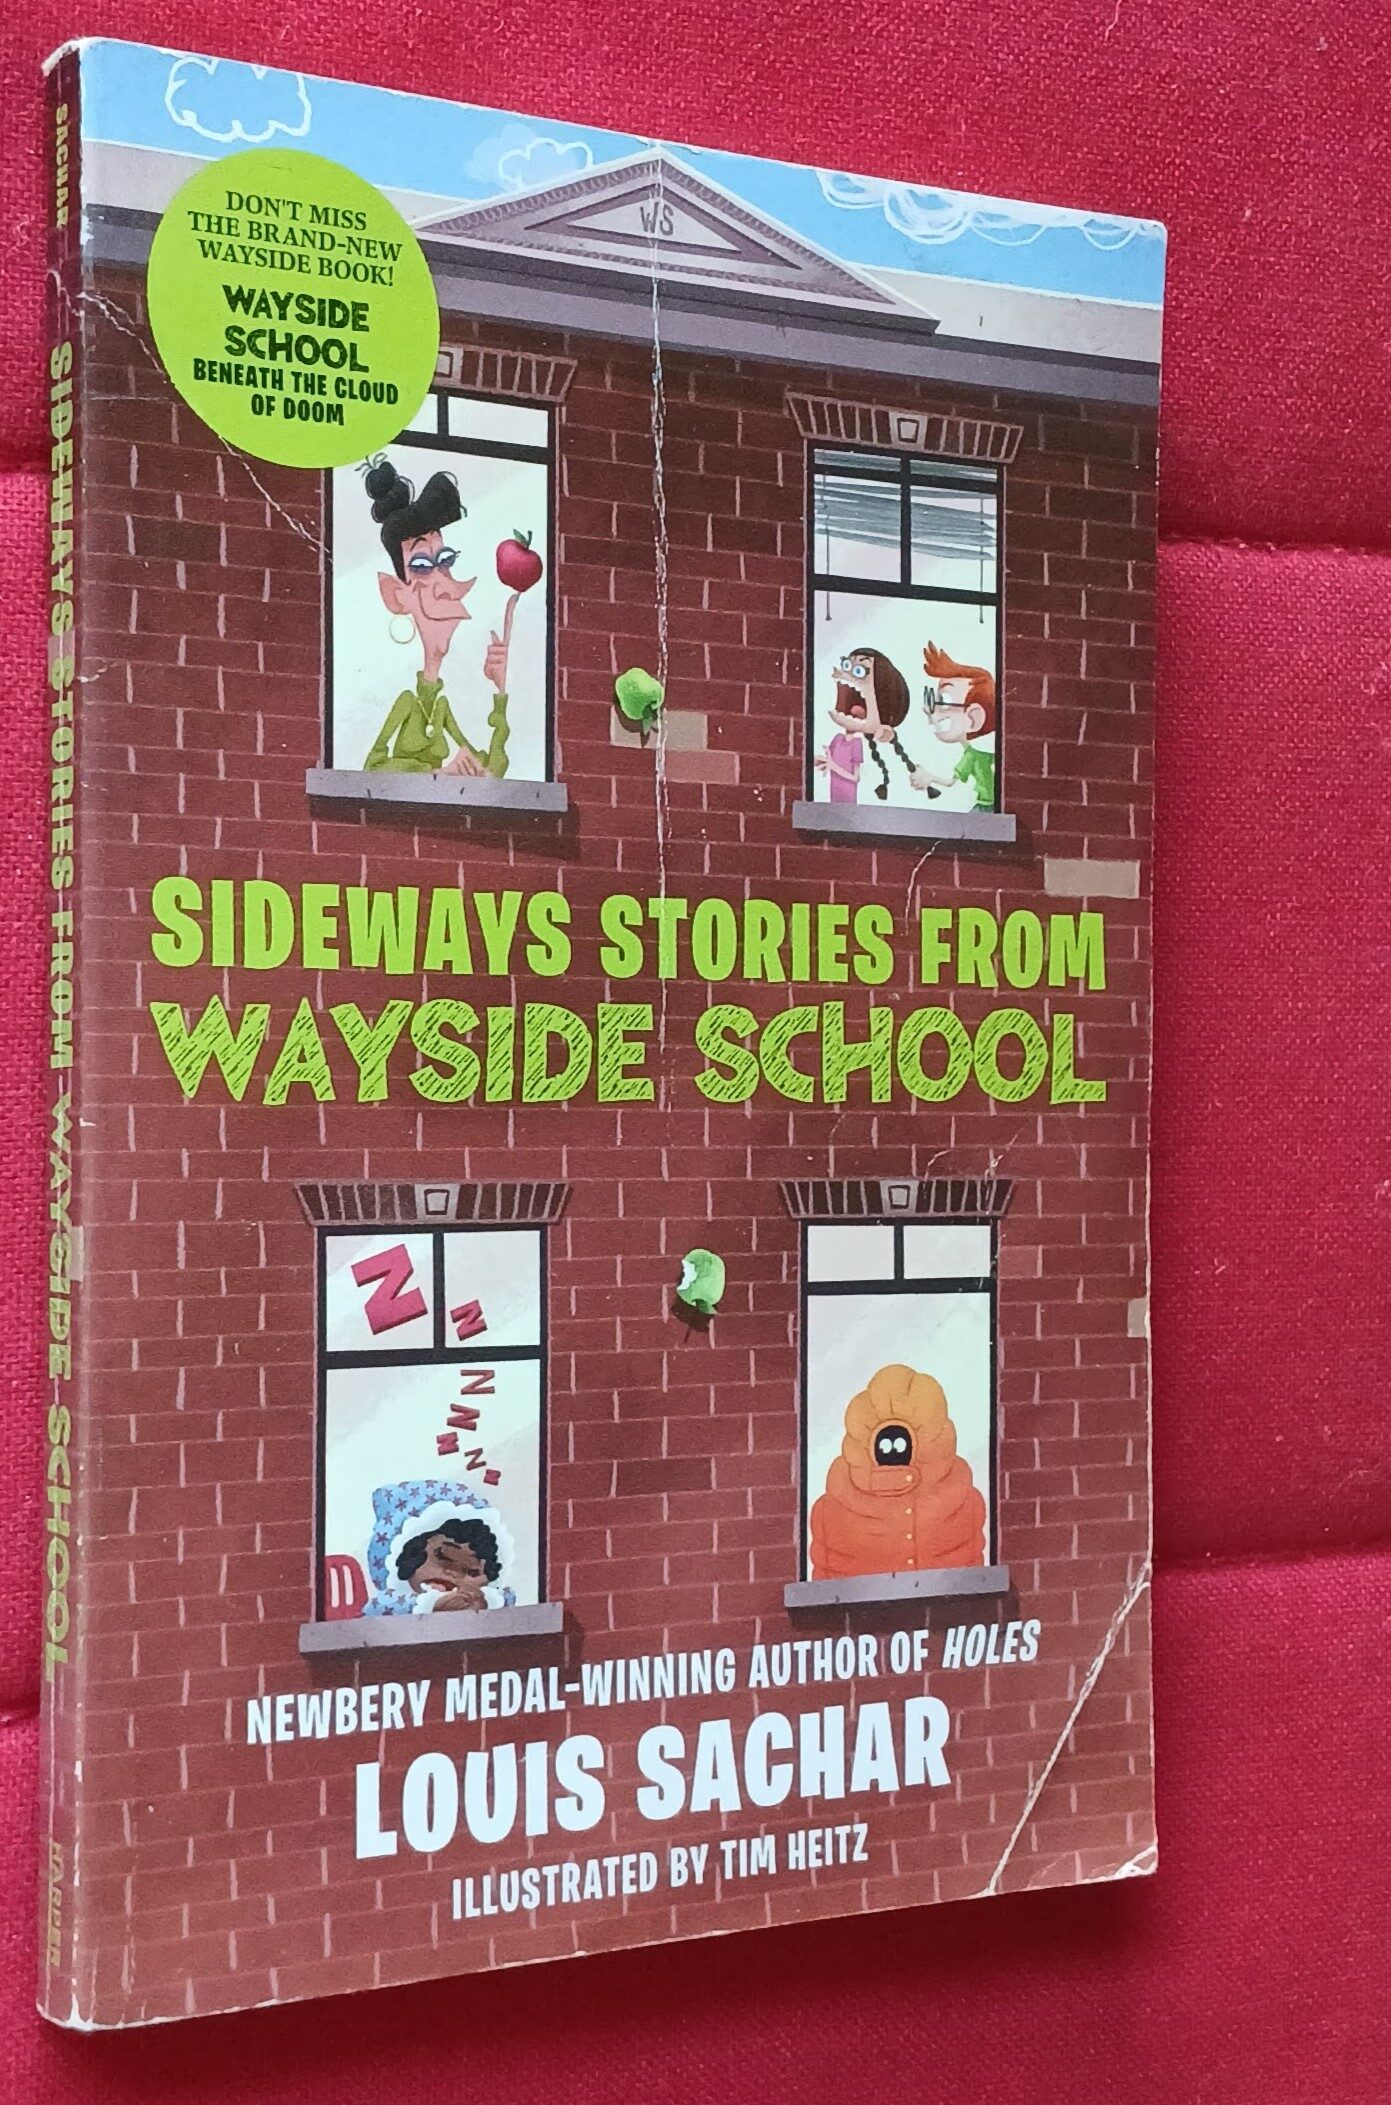 SACHAR
SIDEWAYS STORIES FROM WAYSIDE SCHOOL
HARPER
DON'T MISS
THE BRAND-NEW
WAYSIDE BOOK!
WAYSIDE
SCHOOL
BENEATH THE CLOUD
OF DOOM
WS
SIDEWAYS STORIES FROM
WAYSIDE SCHOOL
Z Z
Z
Z
Z Z
Z
NEWBERY MEDAL-WINNING AUTHOR OF HOLES
LOUIS SACHAR
ILLUSTRATED BY TIM HEITZ